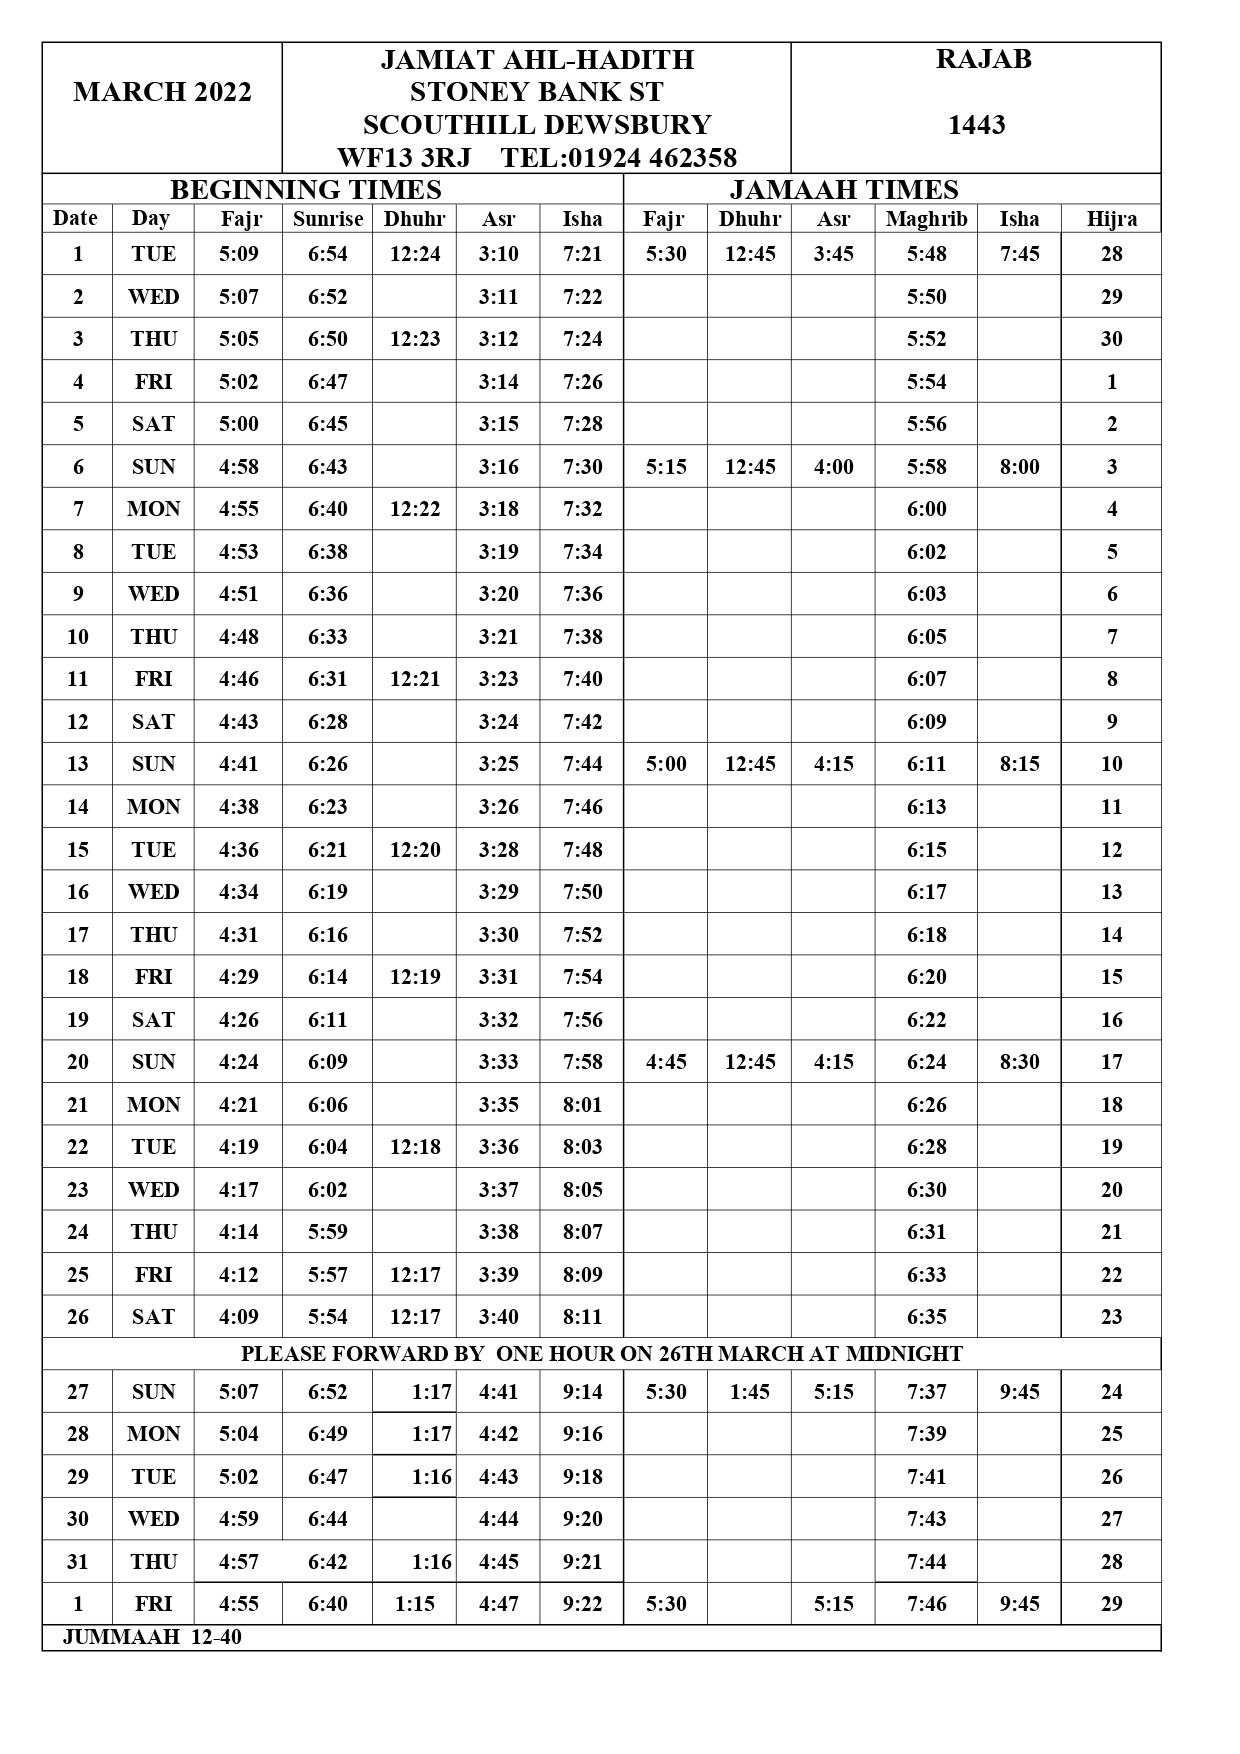 MARCH 2022
JAMIAT AHL-HADITH
STONEY BANK ST
SCOUTHILL DEWSBURY
WF13 3RJ TEL:01924 462358
RAJAB
1443
BEGINNING TIMES JAMAAH TIMES
Date Day Fajr Sunrise Dhuhr Asr Isha Fajr Dhuhr Asr Maghrib Isha Hijra
1 TUE 5:09 6:54 12:24 3:10 7:21 5:30 12:45 3:45 5:48 7:45 28
2 WED 5:07 6:52 3:11 7:22 5:50 29
3 THU 5:05 6:50 12:23 3:12 7:24 5:52 30
4 FRI 5:02 6:47 3:14 7:26 5:54 1
5 SAT 5:00 6:45 3:15 7:28 5:56 2
6 SUN 4:58 6:43 3:16 7:30 5:15 12:45 4:00 5:58 8:00 3
7 MON 4:55 6:40 12:22 3:18 7:32 6:00 4
8 TUE 4:53 6:38 3:19 7:34 6:02 5
9 WED 4:51 6:36 3:20 7:36 6:03 6
10 THU 4:48 6:33 3:21 7:38 6:05 7
11 FRI 4:46 6:31 12:21 3:23 7:40 6:07 8
12 SAT 4:43 6:28 3:24 7:42 6:09 9
13 SUN 4:41 6:26 3:25 7:44 5:00 12:45 4:15 6:11 8:15 10
14 MON 4:38 6:23 3:26 7:46 6:13 11
15 TUE 4:36 6:21 12:20 3:28 7:48 6:15 12
16 WED 4:34 6:19 3:29 7:50 6:17 13
17 THU 4:31 6:16 3:30 7:52 6:18 14
18 FRI 4:29 6:14 12:19 3:31 7:54 6:20 15
19 SAT 4:26 6:11 3:32 7:56 6:22 16
20 SUN 4:24 6:09 3:33 7:58 4:45 12:45 4:15 6:24 8:30 17
21 MON 4:21 6:06 3:35 8:01 6:26 18
22 TUE 4:19 6:04 12:18 3:36 8:03 6:28 19
23 WED 4:17 6:02 3:37 8:05 6:30 20
24 THU 4:14 5:59 3:38 8:07 6:31 21
25 FRI 4:12 5:57 12:17 3:39 8:09 6:33 22
26 SAT 4:09 5:54 12:17 3:40 8:11 6:35 23
PLEASE FORWARD BY ONE HOUR ON 26TH MARCH AT MIDNIGHT
27 SUN 5:07 6:52 1:17 4:41 9:14 5:30 1:45 5:15 7:37 9:45 24
28 MON 5:04 6:49 1:17 4:42 9:16 7:39 25
29 TUE 5:02 6:47 1:16 4:43 9:18 7:41 26
30 WED 4:59 6:44 4:44 9:20 7:43 27
31 THU 4:57 6:42 1:16 4:45 9:21 7:44 28
1 FRI 4:55 6:40 1:15 4:47 9:22 5:30 5:15 7:46 9:45 29
JUMMAAH 12-40